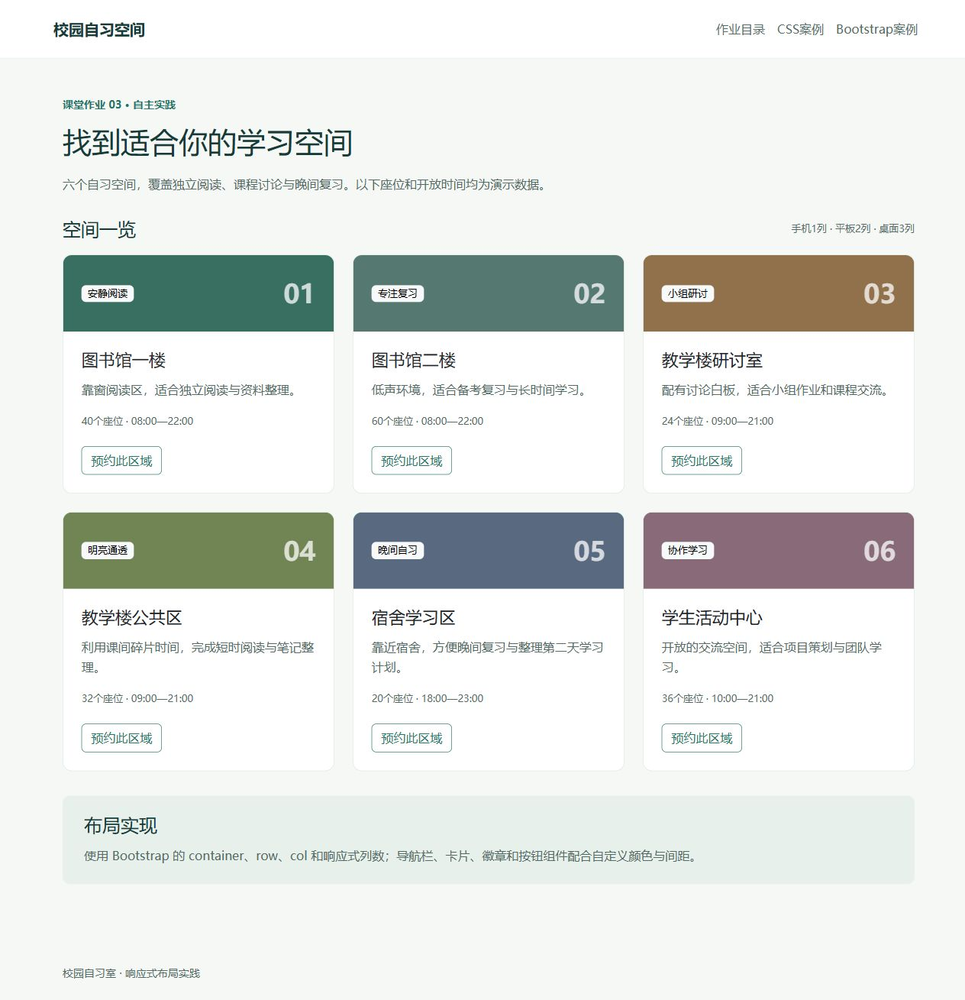 校园自习空间
作业目录 CSS案例 Bootstrap案例
课堂作业 03 • 自主实践
找到适合你的学习空间
六个自习空间，覆盖独立阅读、课程讨论与晚间复习。以下座位和开放时间均为演示数据。
空间一览
手机1列 · 平板2列 · 桌面3列
安静阅读
01
图书馆一楼
靠窗阅读区，适合独立阅读与资料整理。
40个座位 · 08:00—22:00
预约此区域
专注复习
02
图书馆二楼
低声环境，适合备考复习与长时间学习。
60个座位 · 08:00—22:00
预约此区域
小组研讨
03
教学楼研讨室
配有讨论白板，适合小组作业和课程交流。
24个座位 · 09:00—21:00
预约此区域
明亮通透
04
教学楼公共区
利用课间碎片时间，完成短时阅读与笔记整
理。
32个座位 · 09:00—21:00
预约此区域
晚间自习
05
宿舍学习区
靠近宿舍，方便晚间复习与整理第二天学习
计划。
20个座位 · 18:00—23:00
预约此区域
协作学习
06
学生活动中心
开放的交流空间，适合项目策划与团队学
习。
36个座位 · 10:00—21:00
预约此区域
布局实现
使用 Bootstrap 的 container、row、col 和响应式列数；导航栏、卡片、徽章和按钮组件配合自定义颜色与间距。
校园自习室 · 响应式布局实践